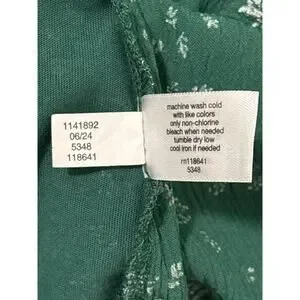 1141892
06/24
5348
118641
machine wash cold
with like colors
only non-chlorine
bleach when needed
tumble dry low
cool iron if needed
rn118641
5348